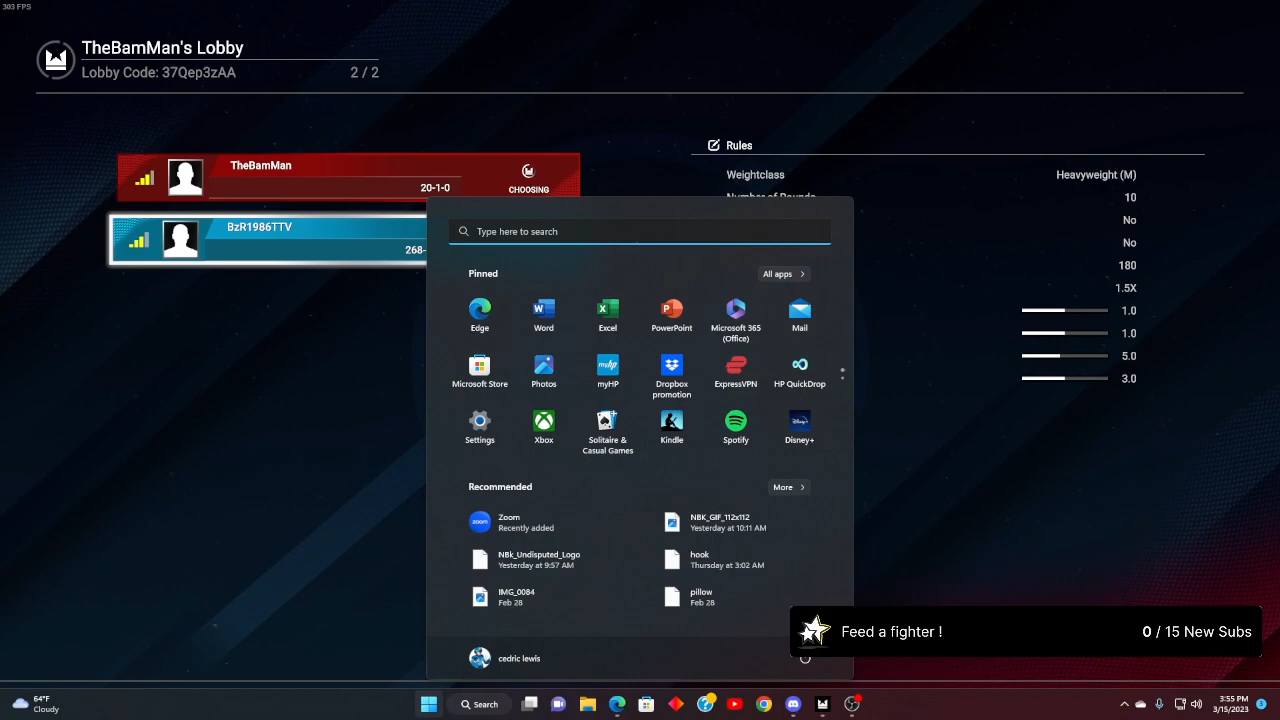 303 FPS
TheBamMan's Lobby
Lobby Code: 37Qep3zAA 2 / 2
Rules
TheBamMan
20-1-0
CHOOSING
BzR1986TTV
268-
Weightclass Heavyweight (M)
Number of Rounds 10
No
No
180
1.5X
1.0
1.0
5.0
3.0
Type here to search
Pinned All apps
Edge Word Excel PowerPoint Microsoft 365 Mail
(Office)
Microsoft Store Photos myHP Dropbox ExpressVPN HP QuickDrop
promotion
Settings Xbox Solitaire & Kindle Spotify Disney+
Casual Games
Recommended More
Zoom
Recently added
NBK_GIF_112x112
Yesterday at 10:11 AM
NBk_Undisputed_Logo
Yesterday at 9:57 AM
hook
Thursday at 3:02 AM
IMG_0084
Feb 28
pillow
Feb 28
cedric lewis
Feed a fighter ! 0 / 15 New Subs
64°F
Cloudy
Search
3:55 PM
3/15/2023
3